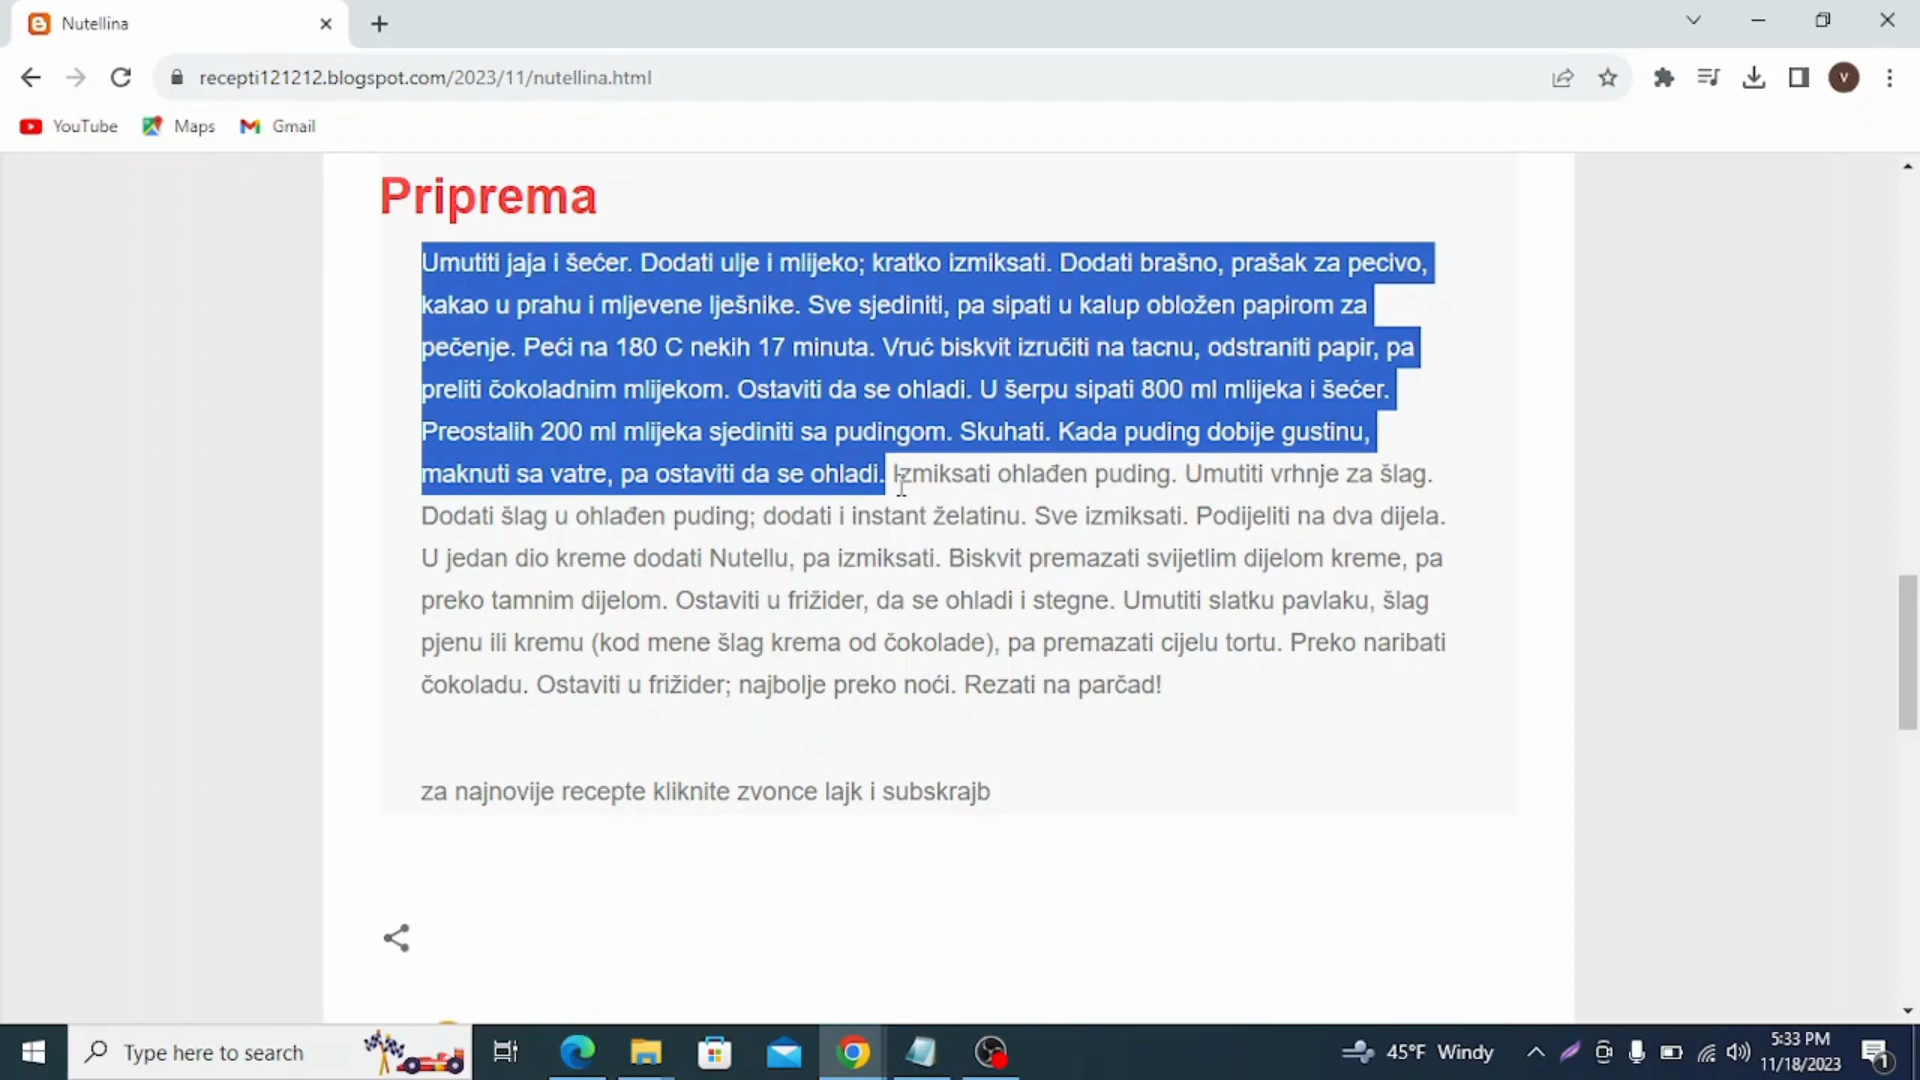 Nutellina
recepti121212.blogspot.com/2023/11/nutellina.html
V
YouTube Maps Gmail
Priprema
Umutiti jaja i šećer. Dodati ulje i mlijeko; kratko izmiksati. Dodati brašno, prašak za pecivo,
kakao u prahu i mljevene lješnike. Sve sjediniti, pa sipati u kalup obložen papirom za
pečenje. Peći na 180 C nekih 17 minuta. Vruć biskvit izručiti na tacnu, odstraniti papir, pa
preliti čokoladnim mlijekom. Ostaviti da se ohladi. U šerpu sipati 800 ml mlijeka i šećer.
Preostalih 200 ml mlijeka sjediniti sa pudingom. Skuhati. Kada puding dobije gustinu,
maknuti sa vatre, pa ostaviti da se ohladi. Izmiksati ohlađen puding. Umutiti vrhnje za šlag.
Dodati šlag u ohlađen puding; dodati i instant želatinu. Sve izmiksati. Podijeliti na dva dijela.
U jedan dio kreme dodati Nutellu, pa izmiksati. Biskvit premazati svijetlim dijelom kreme, pa
preko tamnim dijelom. Ostaviti u frižider, da se ohladi i stegne. Umutiti slatku pavlaku, šlag
pjenu ili kremu (kod mene šlag krema od čokolade), pa premazati cijelu tortu. Preko naribati
čokoladu. Ostaviti u frižider; najbolje preko noći. Rezati na parčad!
za najnovije recepte kliknite zvonce lajk i subskrajb
Type here to search
45°F Windy
5:33 PM
11/18/2023
1